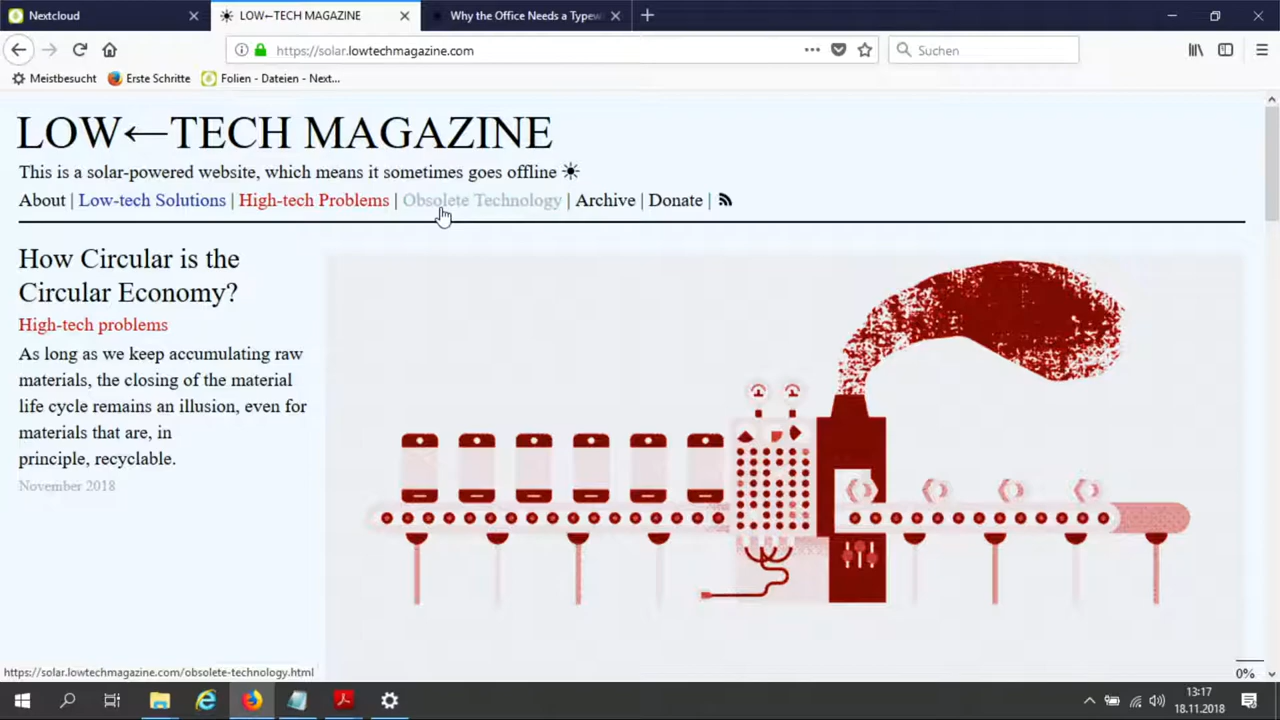 Nextcloud
LOW←TECH MAGAZINE
Why the Office Needs a Typew
https://solar.lowtechmagazine.com
Suchen
Meistbesucht
Erste Schritte
Folien - Dateien - Next...
LOW←TECH MAGAZINE
This is a solar-powered website, which means it sometimes goes offline ☀
About | Low-tech Solutions | High-tech Problems | Obsolete Technology | Archive | Donate |
How Circular is the
Circular Economy?
High-tech problems
As long as we keep accumulating raw
materials, the closing of the material
life cycle remains an illusion, even for
materials that are, in
principle, recyclable.
November 2018
https://solar.lowtechmagazine.com/obsolete-technology.html
0%
13:17
18.11.2018